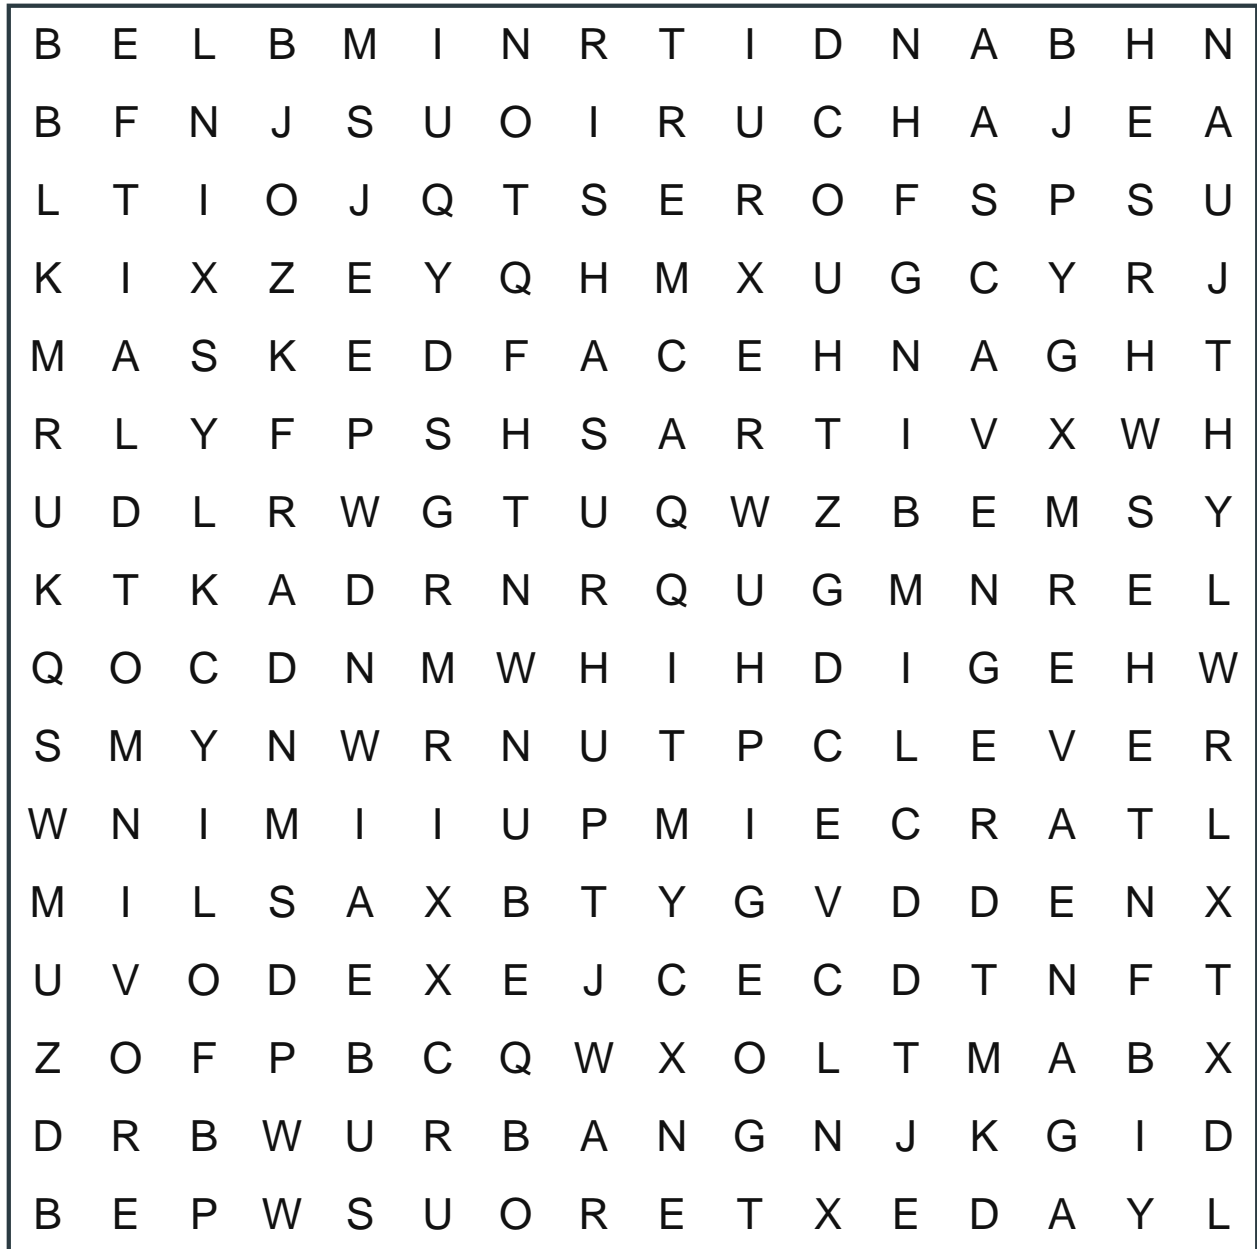 B E L B M I N R T I D N A B H N
B F N J S U O I R U C H A J E A
L T I O J Q T S E R O F S P S U
K I X Z E Y Q H M X U G C Y R J
M A S K E D F A C E H N A G H T
R L Y F P S H S A R T I V X W H
U D L R W G T U Q W Z B E M S Y
K T K A D R N R Q U G M N R E L
Q O C D N M W H I H D I G E H W
S M Y N W R N U T P C L E V E R
W N I M I I U P M I E C R A T L
M I L S A X B T Y G V D D E N X
U V O D E X E J C E C D T N F T
Z O F P B C Q W X O L T M A B X
D R B W U R B A N G N J K G I D
B E P W S U O R E T X E D A Y L